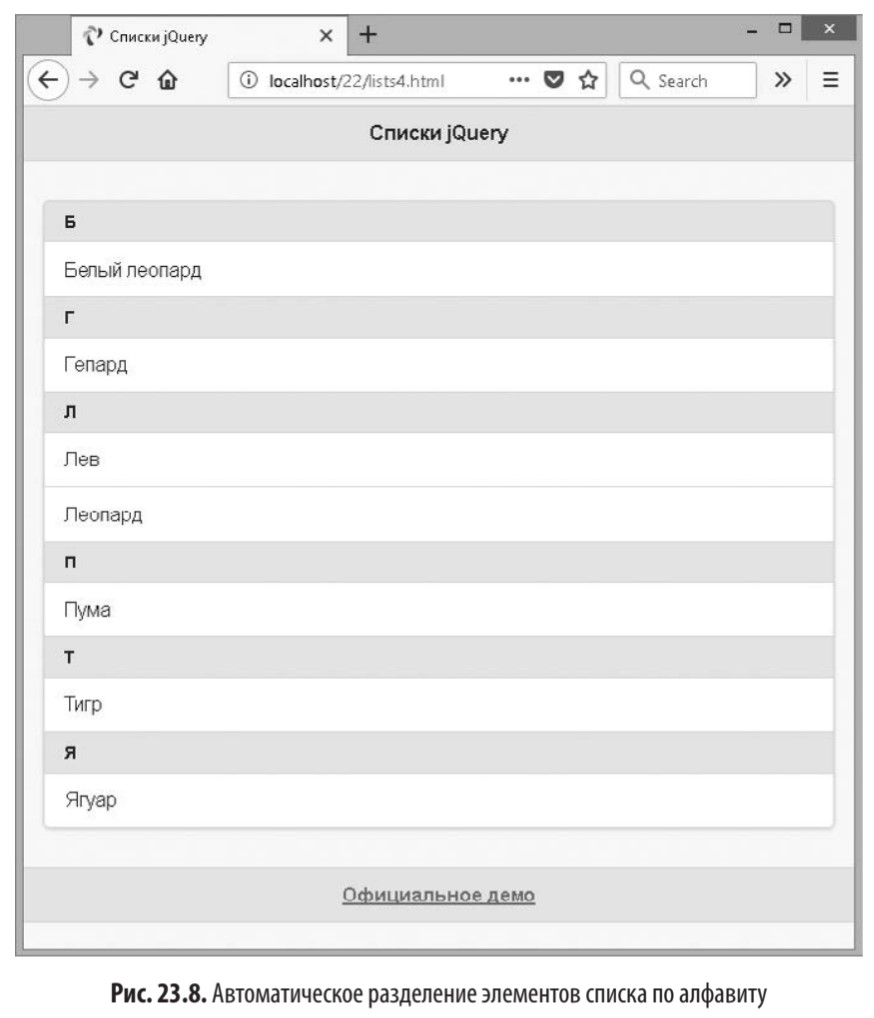 Списки jQuery
localhost/22/lists4.html
Search
Списки jQuery
Б
Белый леопард
Г
Гепард
Л
Лев
Леопард
П
Пума
Т
Тигр
Я
Ягуар
Официальное демо
Рис. 23.8. Автоматическое разделение элементов списка по алфавиту